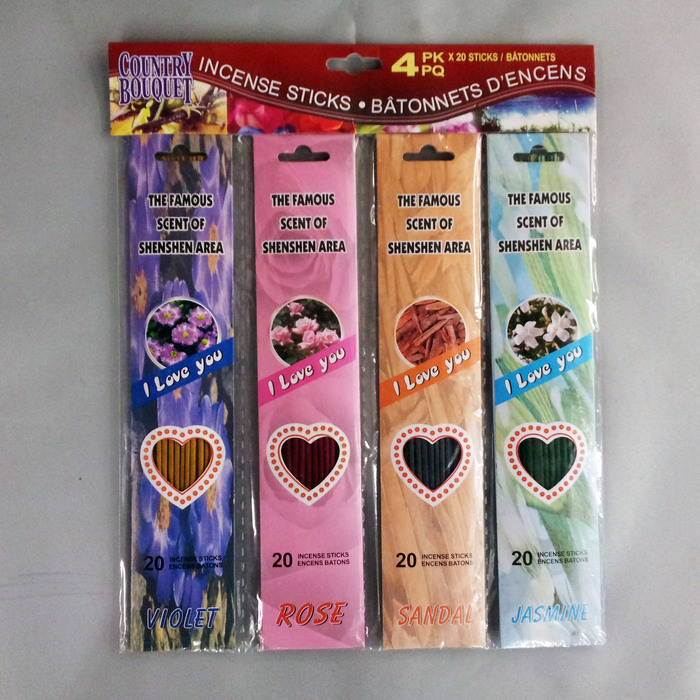 COUNTRY
BOUQUET
INCENSE STICKS • BÂTONNETS D'ENCENS
4 PK
PQ
X 20 STICKS / BÂTONNETS
THE FAMOUS
SCENT OF
SHENSHEN AREA
I Love you
20 INCENSE STICKS
ENCENS BATONS
VIOLET
THE FAMOUS
SCENT OF
SHENSHEN AREA
I Love you
20 INCENSE STICKS
ENCENS BATONS
ROSE
THE FAMOUS
SCENT OF
SHENSHEN AREA
I Love you
20 INCENSE STICKS
ENCENS BATONS
SANDAL
THE FAMOUS
SCENT OF
SHENSHEN AREA
I Love you
20 INCENSE STICKS
ENCENS BATONS
JASMINE